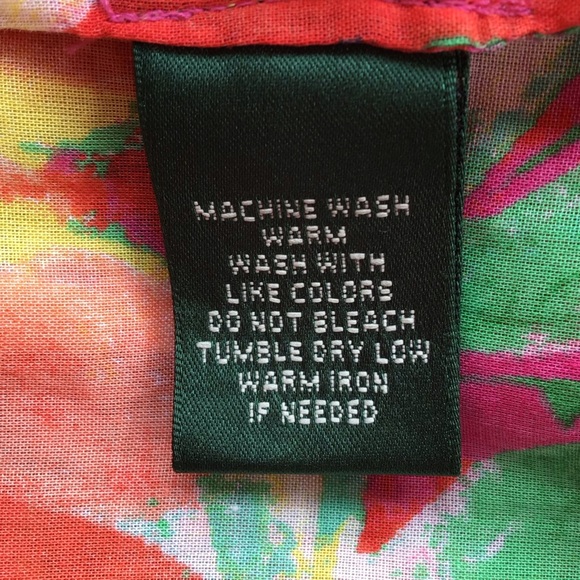 MACHINE WASH
WARM
WASH WITH
LIKE COLORS
DO NOT BLEACH
TUMBLE DRY LOW
WARM IRON
IF NEEDED